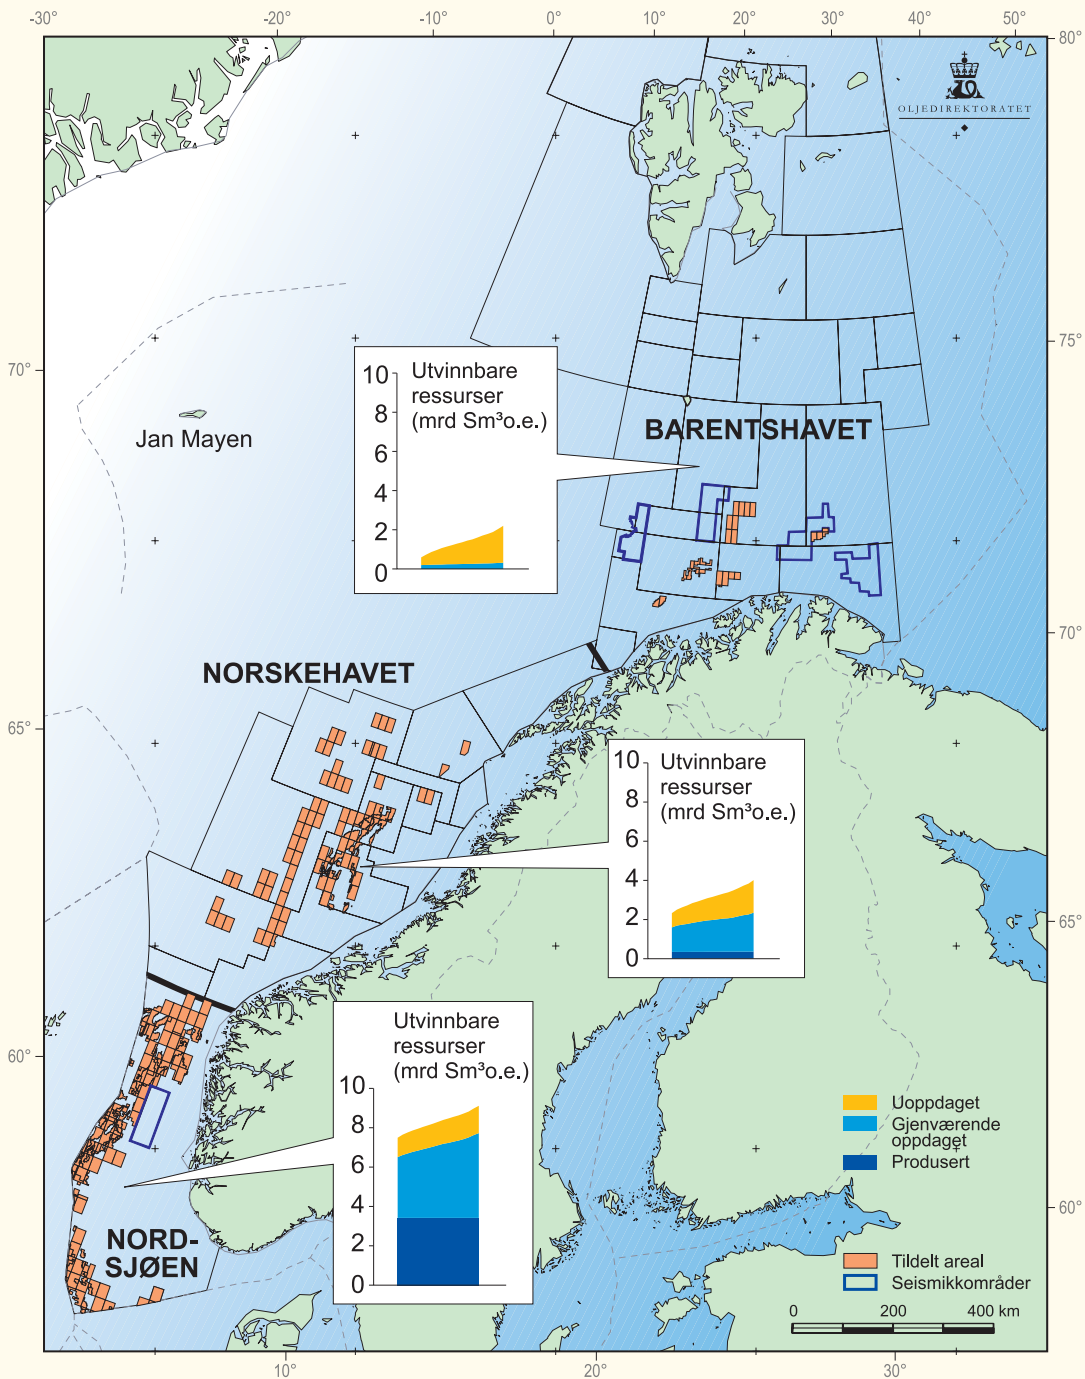 -30° -20° -10° 0° 10° 20° 30° 40° 50°
80°
OLJEDIREKTORATET
75°
70°
Jan Mayen
10
8
6
4
2
0
Utvinnbare
ressurser
(mrd Sm³o.e.)
BARENTSHAVET
70°
NORSKEHAVET
65°
10
8
6
4
2
0
Utvinnbare
ressurser
(mrd Sm³o.e.)
65°
60°
Utvinnbare
ressurser
(mrd Sm³o.e.)
10
8
6
4
2
0
NORD-
SJØEN
Uoppdaget
Gjenværende
oppdaget
Produsert
60°
Tildelt areal
Seismikkområder
0 200 400 km
10° 20° 30°